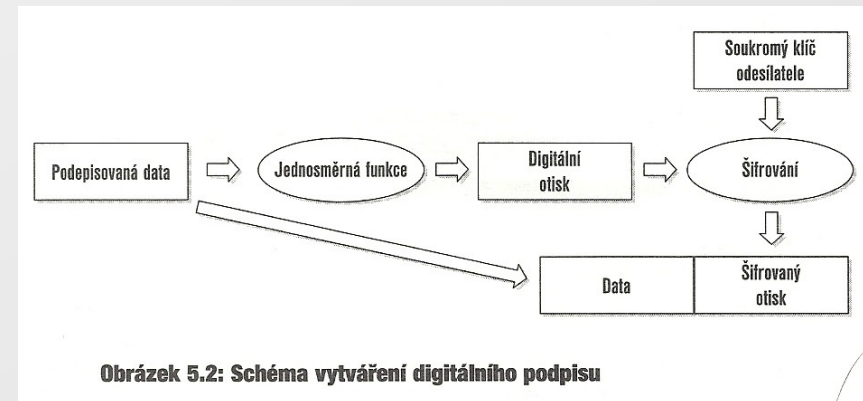 Soukromý klíč
odesílatele
Podepisovaná data
Jednosměrná funkce
Digitální
otisk
Šifrování
Data
Šifrovaný
otisk
Obrázek 5.2: Schéma vytváření digitálního podpisu